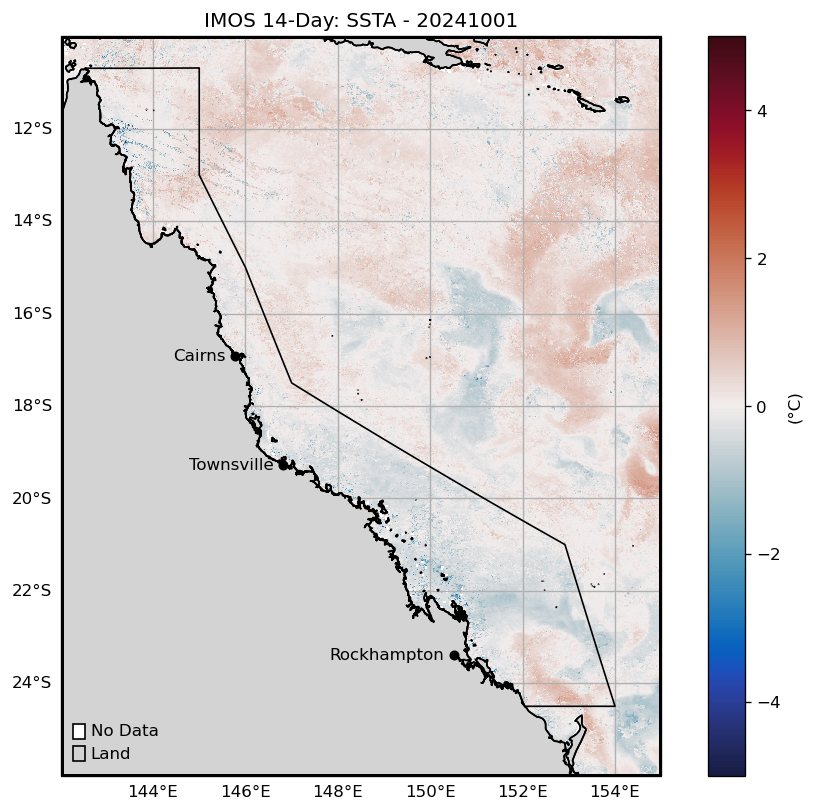 IMOS 14-Day: SSTA - 20241001
12°S
14°S
16°S
18°S
20°S
22°S
24°S
Cairns
Townsville
Rockhampton
No Data
Land
144°E 146°E 148°E 150°E 152°E 154°E
4
2
0
−2
−4
(°C)